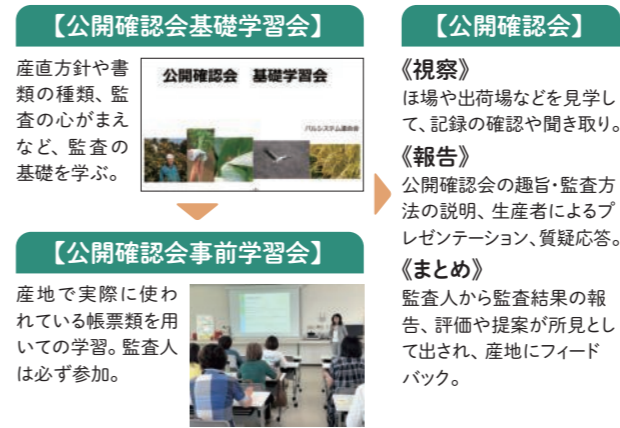 【公開確認会基礎学習会】
産直方針や書
類の種類、監
査の心がまえ
など、監査の
基礎を学ぶ。
公開確認会 基礎学習会
パルシステム連合会
【公開確認会事前学習会】
産地で実際に使わ
れている帳票類を用
いての学習。監査人
は必ず参加。
【公開確認会】
《視察》
ほ場や出荷場などを見学し
て、記録の確認や聞き取り。
《報告》
公開確認会の趣旨・監査方
法の説明、生産者によるプ
レゼンテーション、質疑応答。
《まとめ》
監査人から監査結果の報
告、評価や提案が所見とし
て出され、産地にフィード
バック。